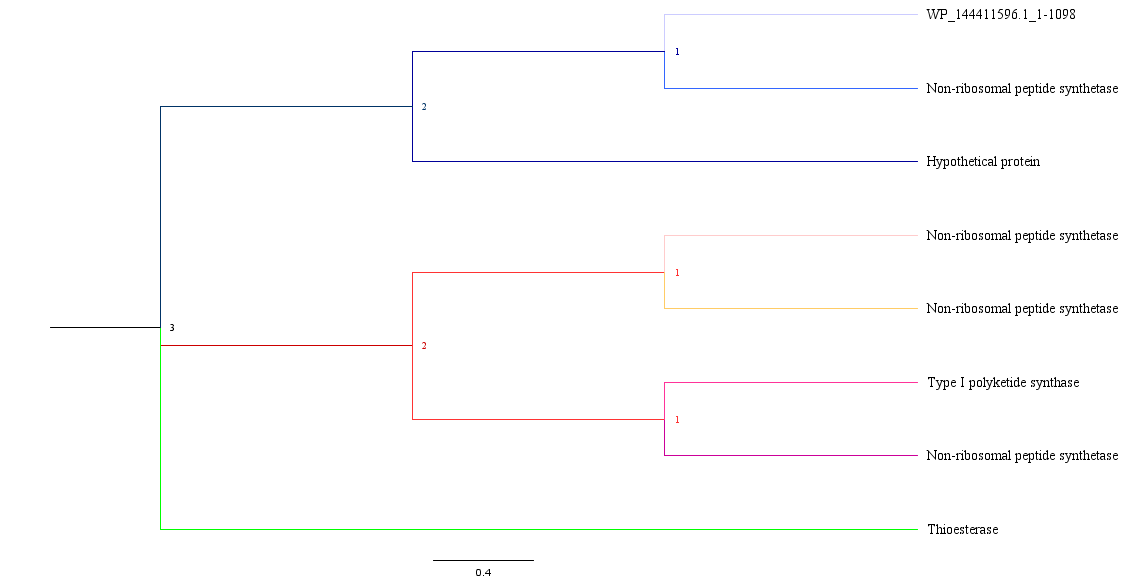 WP_144411596.1_1-1098
1
Non-ribosomal peptide synthetase
2
Hypothetical protein
Non-ribosomal peptide synthetase
1
Non-ribosomal peptide synthetase
3
2
Type I polyketide synthase
1
Non-ribosomal peptide synthetase
Thioesterase
0.4